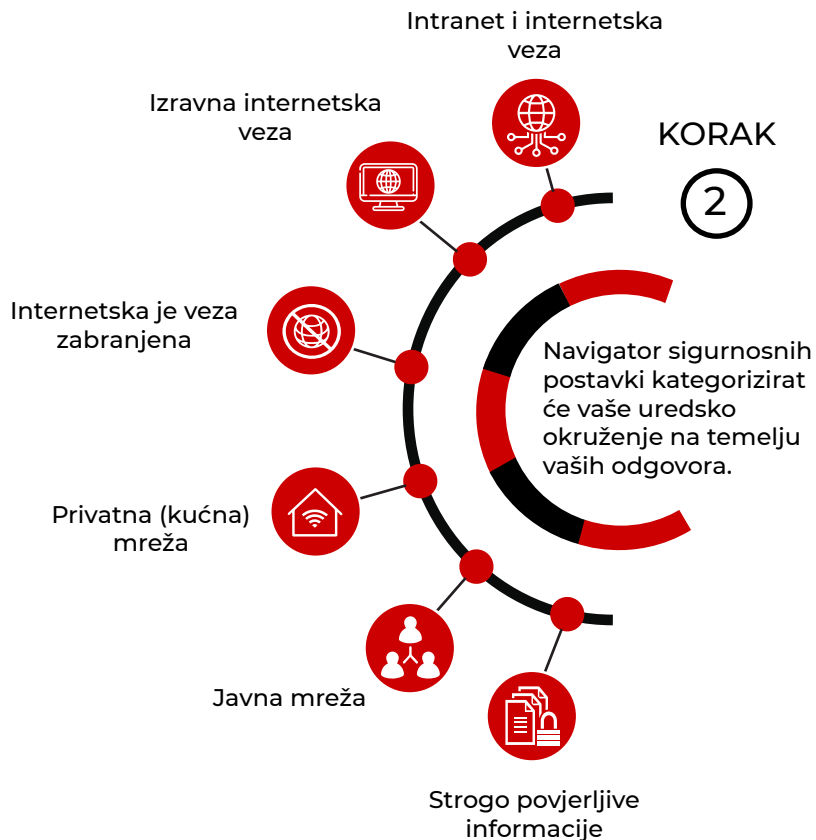 Intranet i internetska
veza
Izravna internetska
veza
KORAK
2
Internetska je veza
zabranjena
Navigator sigurnosnih
postavki kategorizirat
će vaše uredsko
okruženje na temelju
vaših odgovora.
Privatna (kućna)
mreža
Javna mreža
Strogo povjerljive
informacije